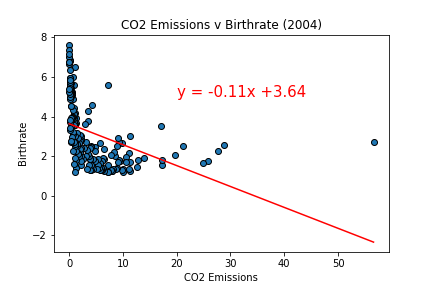 CO2 Emissions v Birthrate (2004)
y = -0.11x +3.64
Birthrate
8
6
4
2
0
−2
0 10 20 30 40 50
CO2 Emissions